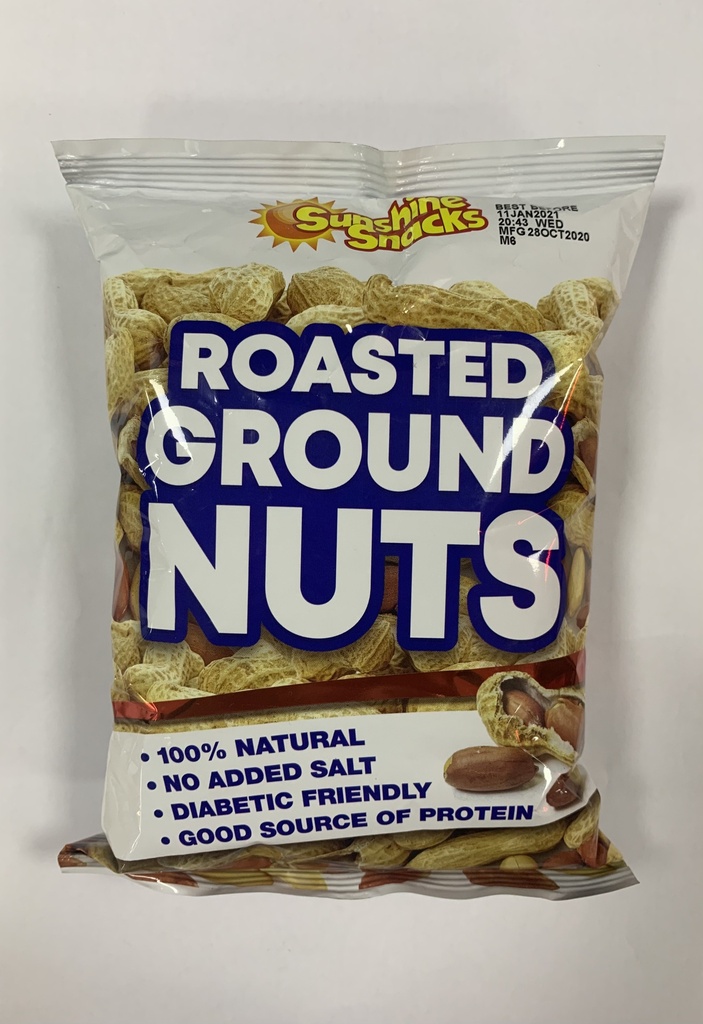 Sunshine
Snacks
BEST BEFORE
11JAN2021
20:43 WED
MFG 28OCT2020
M6
ROASTED
GROUND
NUTS
• 100% NATURAL
• NO ADDED SALT
• DIABETIC FRIENDLY
• GOOD SOURCE OF PROTEIN